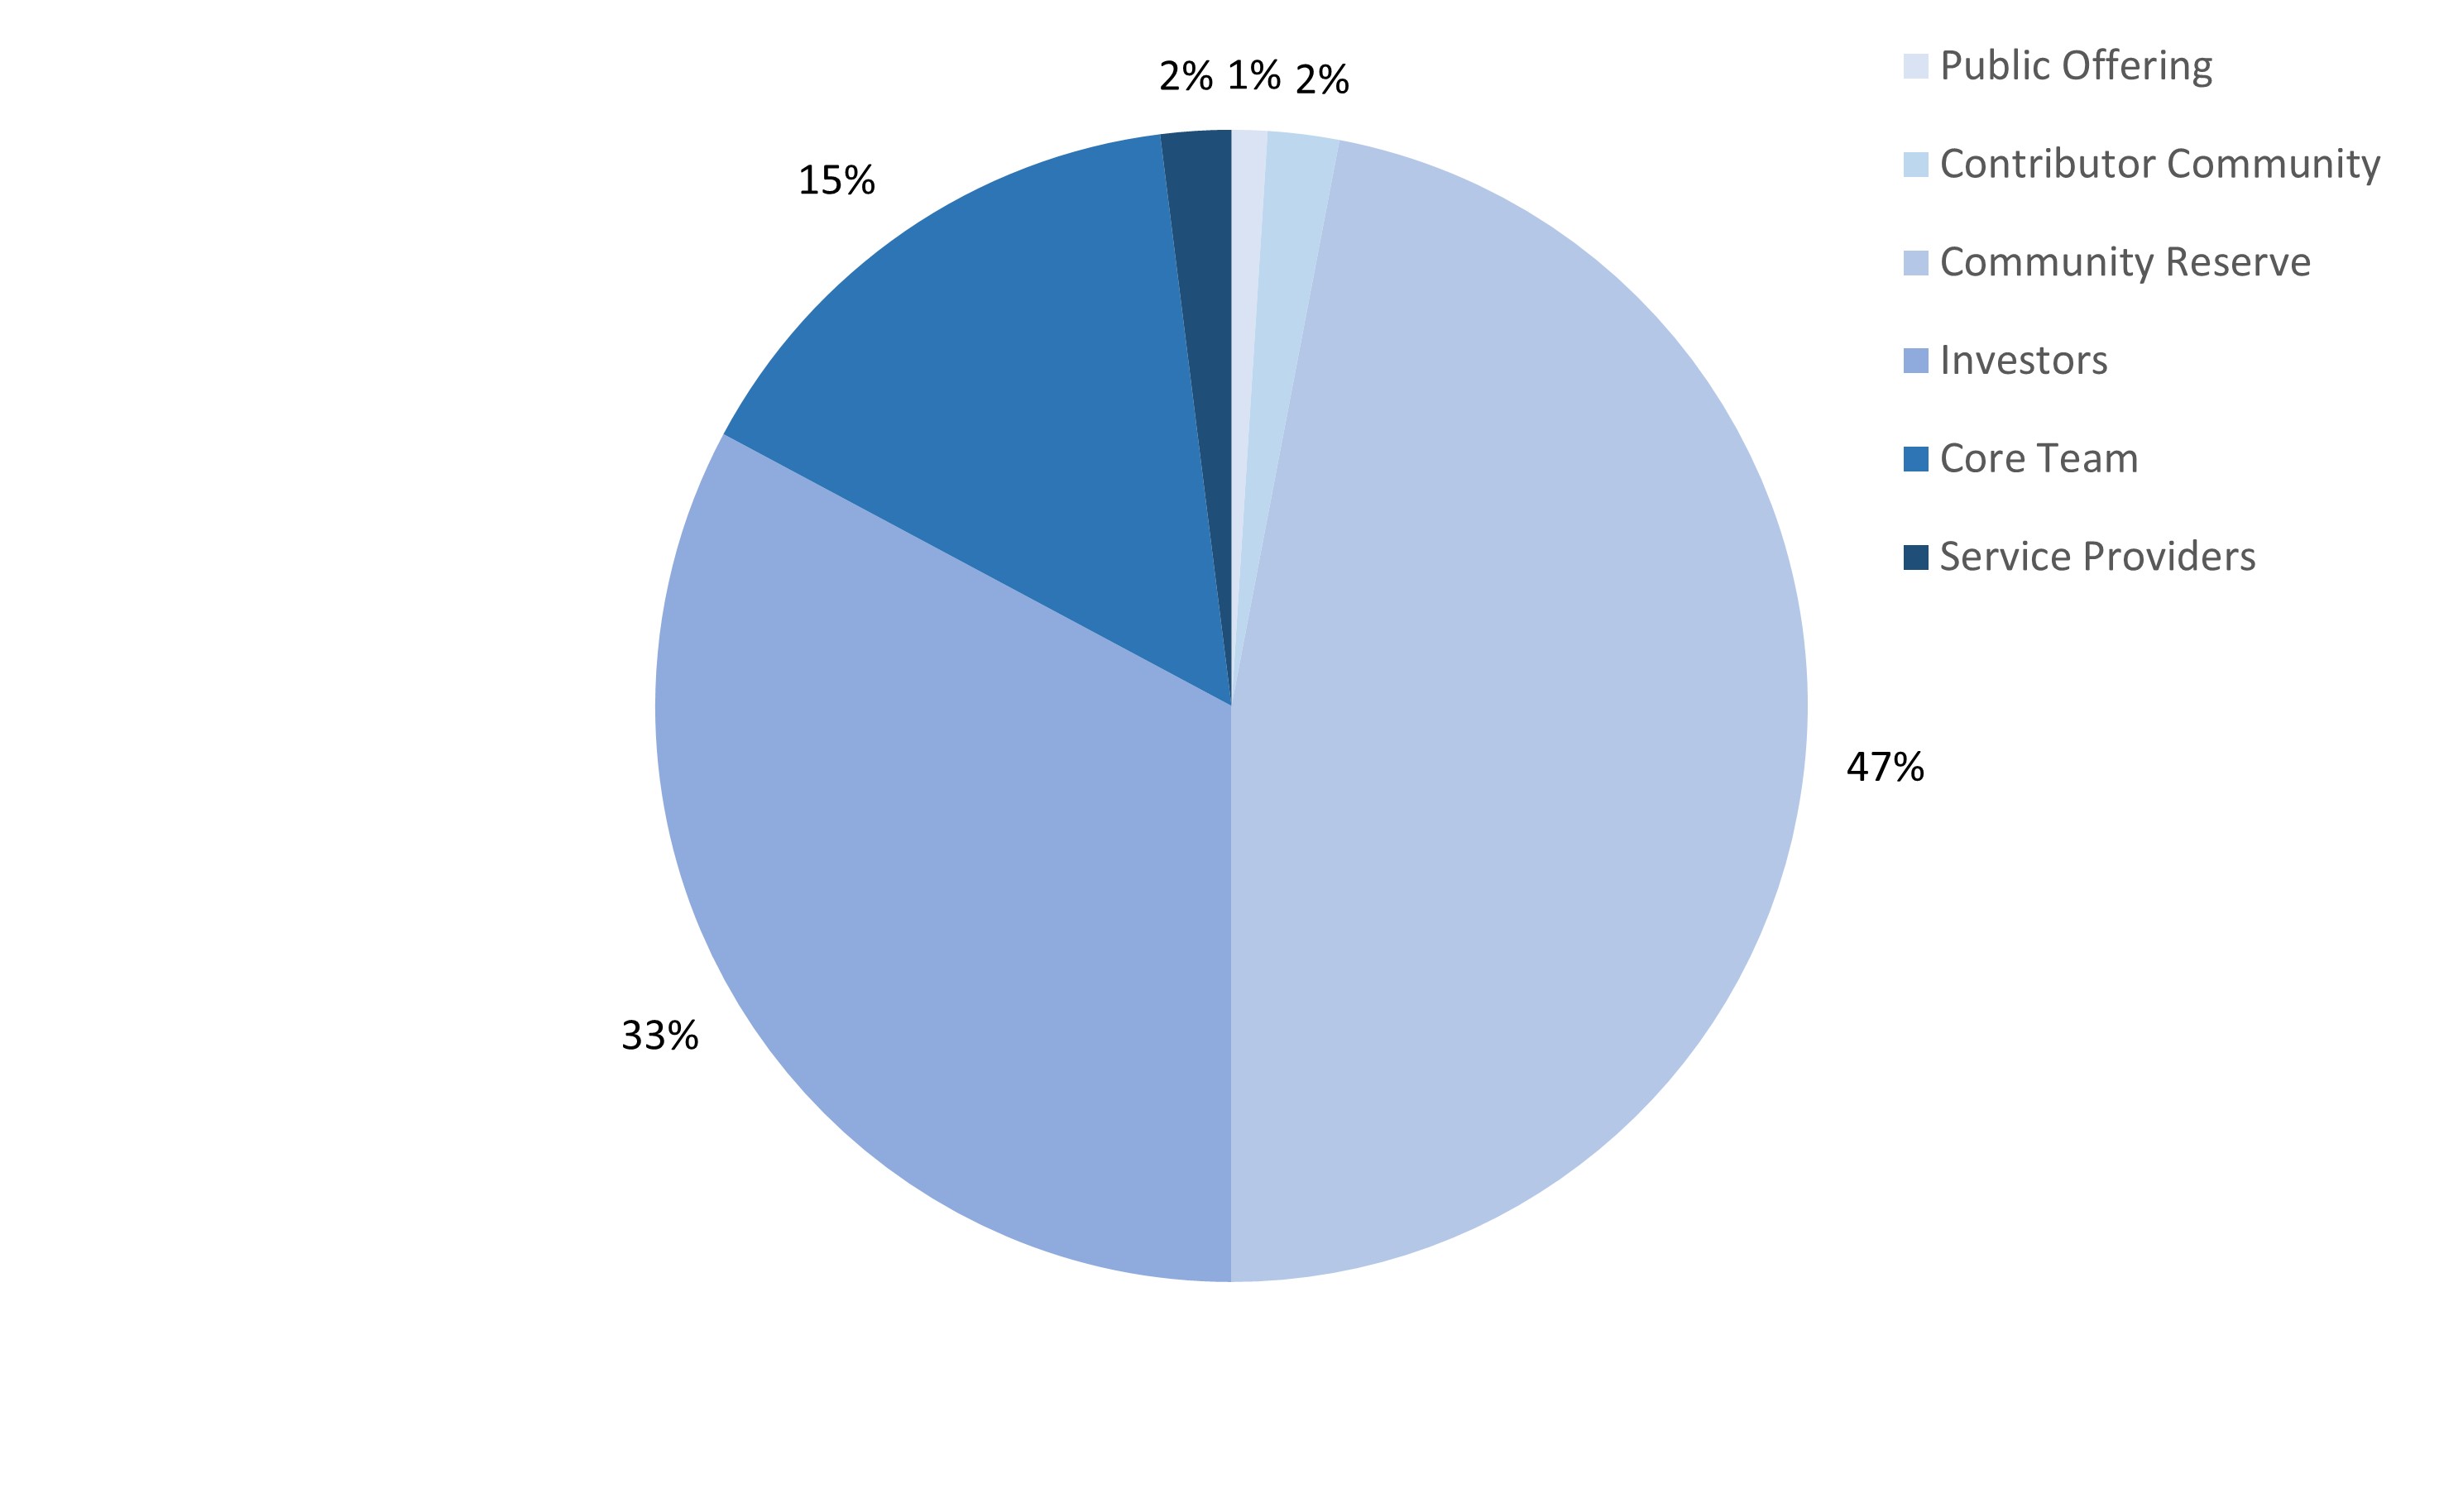 2% 1% 2%
15%
47%
33%
Public Offering
Contributor Community
Community Reserve
Investors
Core Team
Service Providers